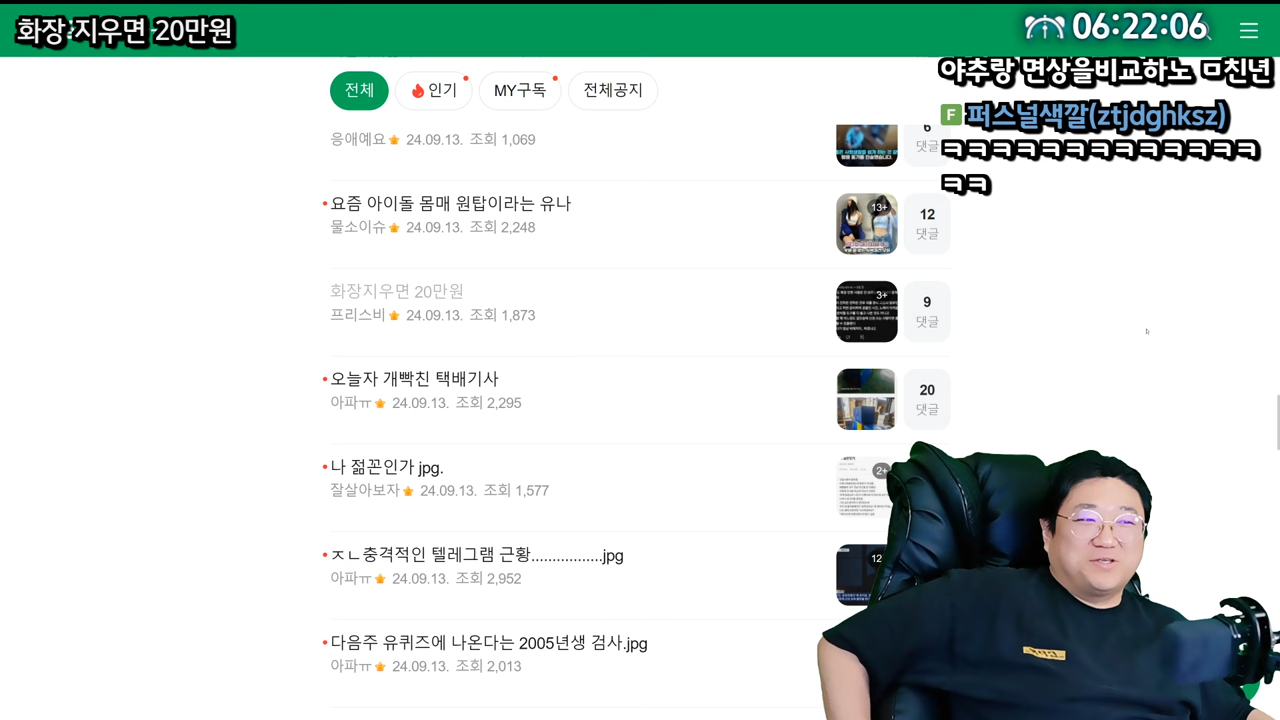 화장 지우면 20만원
06:22:06
야추랑 면상을비교하노 ㅁ친년
F 퍼스널색깔(ztjdghksz)
ㅋㅋㅋㅋㅋㅋㅋㅋㅋㅋㅋㅋㅋ
ㅋㅋ
전체
인기
MY구독
전체공지
응애예요 24.09.13. 조회 1,069
6
댓글
요즘 아이돌 몸매 원탑이라는 유나
물소이슈 24.09.13. 조회 2,248
13+
12
댓글
화장지우면 20만원
프리스비 24.09.13. 조회 1,873
3+
9
댓글
오늘자 개빡친 택배기사
아파ㅠ 24.09.13. 조회 2,295
20
댓글
나 젊꼰인가 jpg.
잘살아보자 24.09.13. 조회 1,577
2+
ㅈㄴ충격적인 텔레그램 근황.................jpg
아파ㅠ 24.09.13. 조회 2,952
12
다음주 유퀴즈에 나온다는 2005년생 검사.jpg
아파ㅠ 24.09.13. 조회 2,013